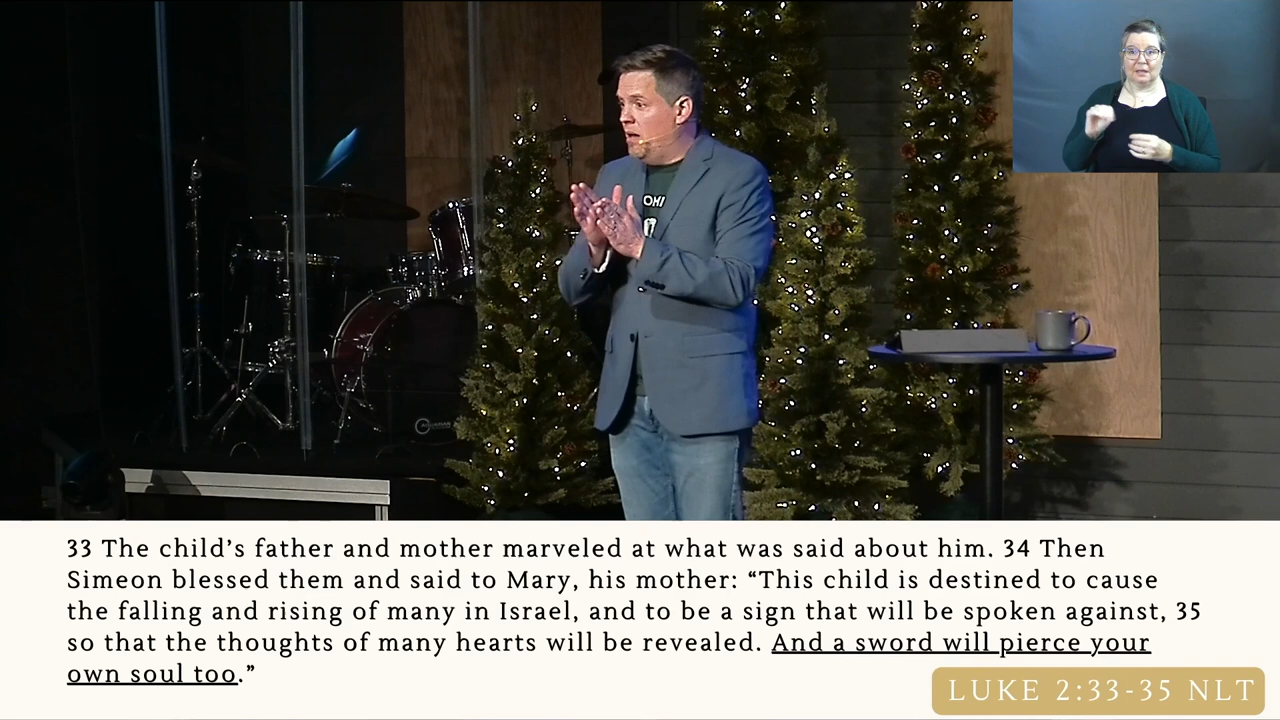 33 The child’s father and mother marveled at what was said about him. 34 Then
Simeon blessed them and said to Mary, his mother: “This child is destined to cause
the falling and rising of many in Israel, and to be a sign that will be spoken against, 35
so that the thoughts of many hearts will be revealed. And a sword will pierce your
own soul too.”
LUKE 2:33-35 NLT